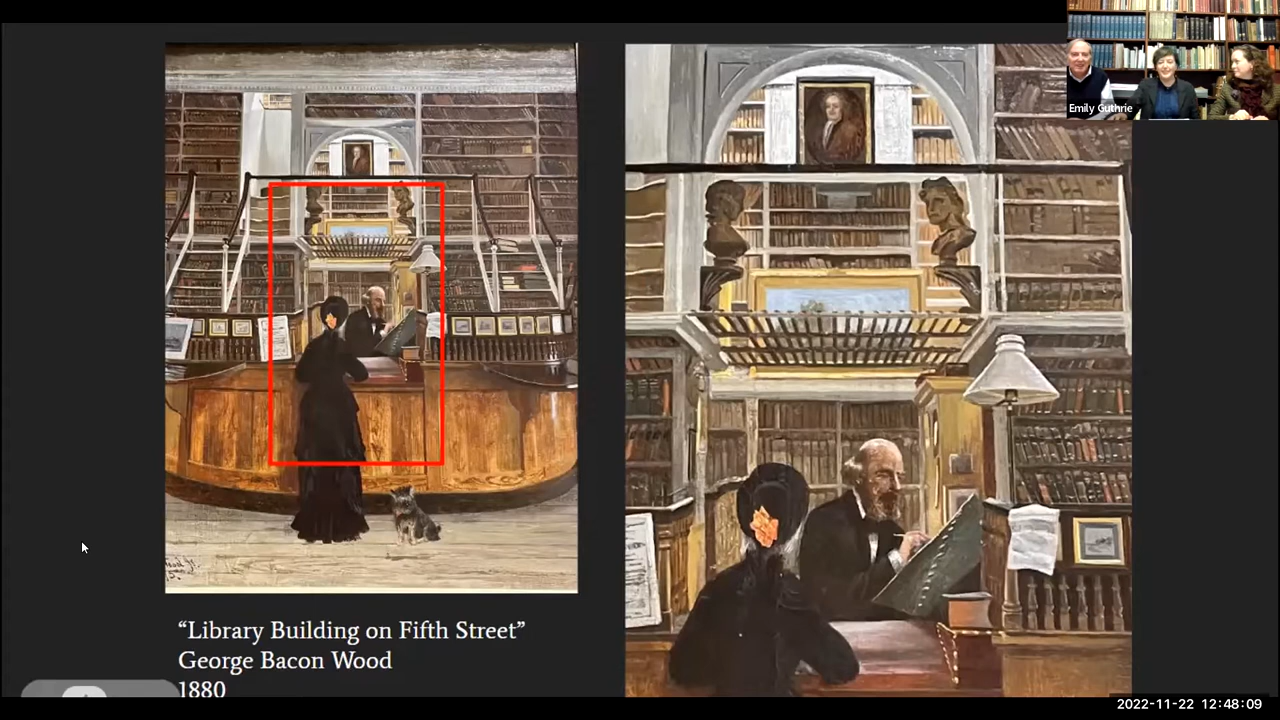 Emily Guthrie
“Library Building on Fifth Street”
George Bacon Wood
1880
2022-11-22 12:48:09